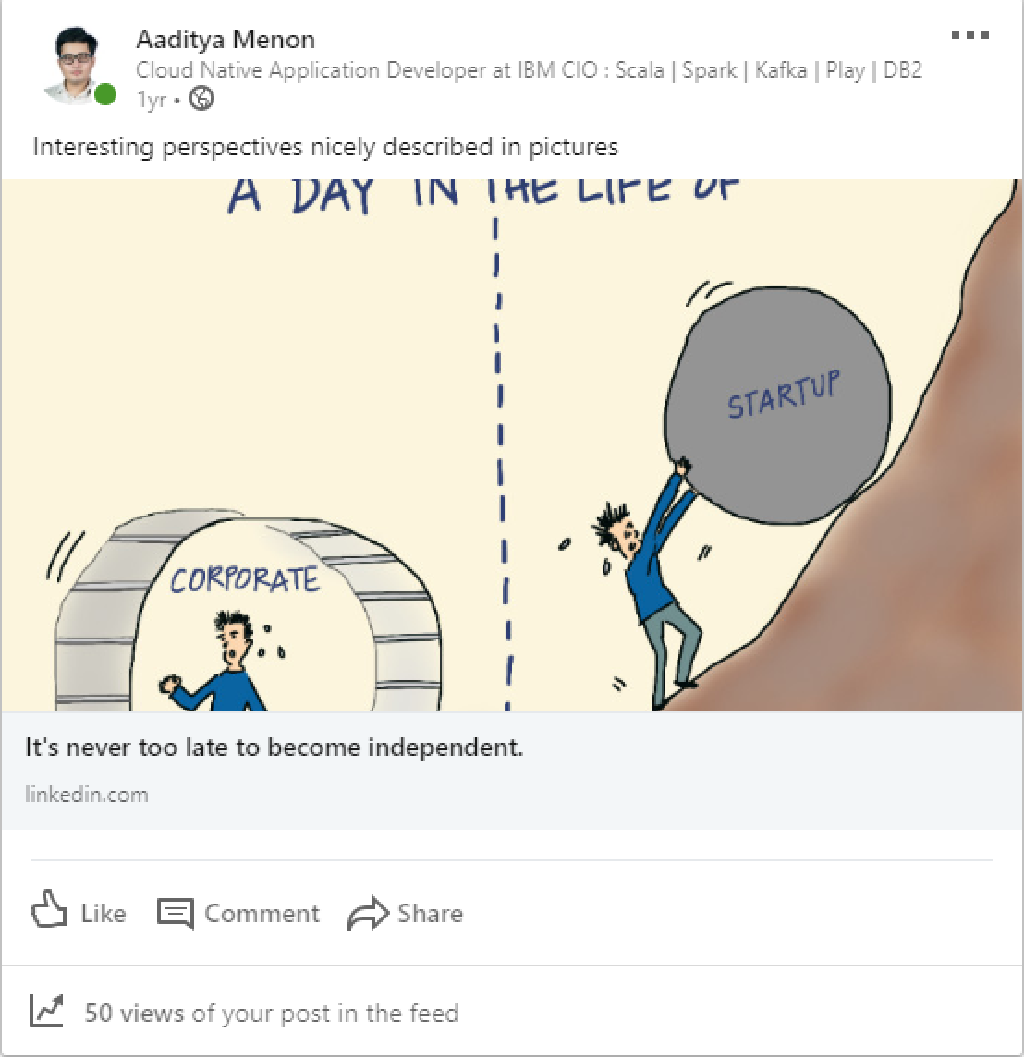 Aaditya Menon
Cloud Native Application Developer at IBM CIO : Scala | Spark | Kafka | Play | DB2
1yr •
Interesting perspectives nicely described in pictures
A DAY IN THE LIFE OF
STARTUP
CORPORATE
It's never too late to become independent.
linkedin.com
Like Comment Share
50 views of your post in the feed